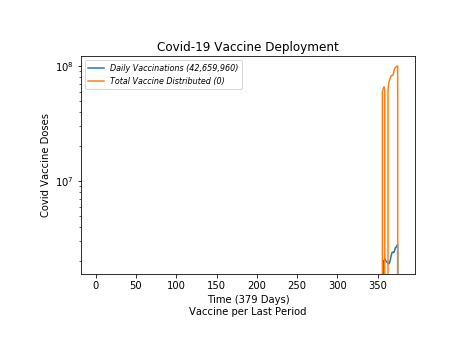 Covid-19 Vaccine Deployment
Daily Vaccinations (42,659,960)
Total Vaccine Distributed (0)
10⁸
10⁷
Covid Vaccine Doses
0 50 100 150 200 250 300 350
Time (379 Days)
Vaccine per Last Period